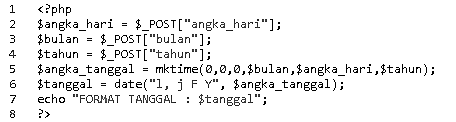 1 <?php
2 $angka_hari = $_POST["angka_hari"];
3 $bulan = $_POST["bulan"];
4 $tahun = $_POST["tahun"];
5 $angka_tanggal = mktime(0,0,0,$bulan,$angka_hari,$tahun);
6 $tanggal = date("l, j F Y", $angka_tanggal);
7 echo "FORMAT TANGGAL : $tanggal";
8 ?>